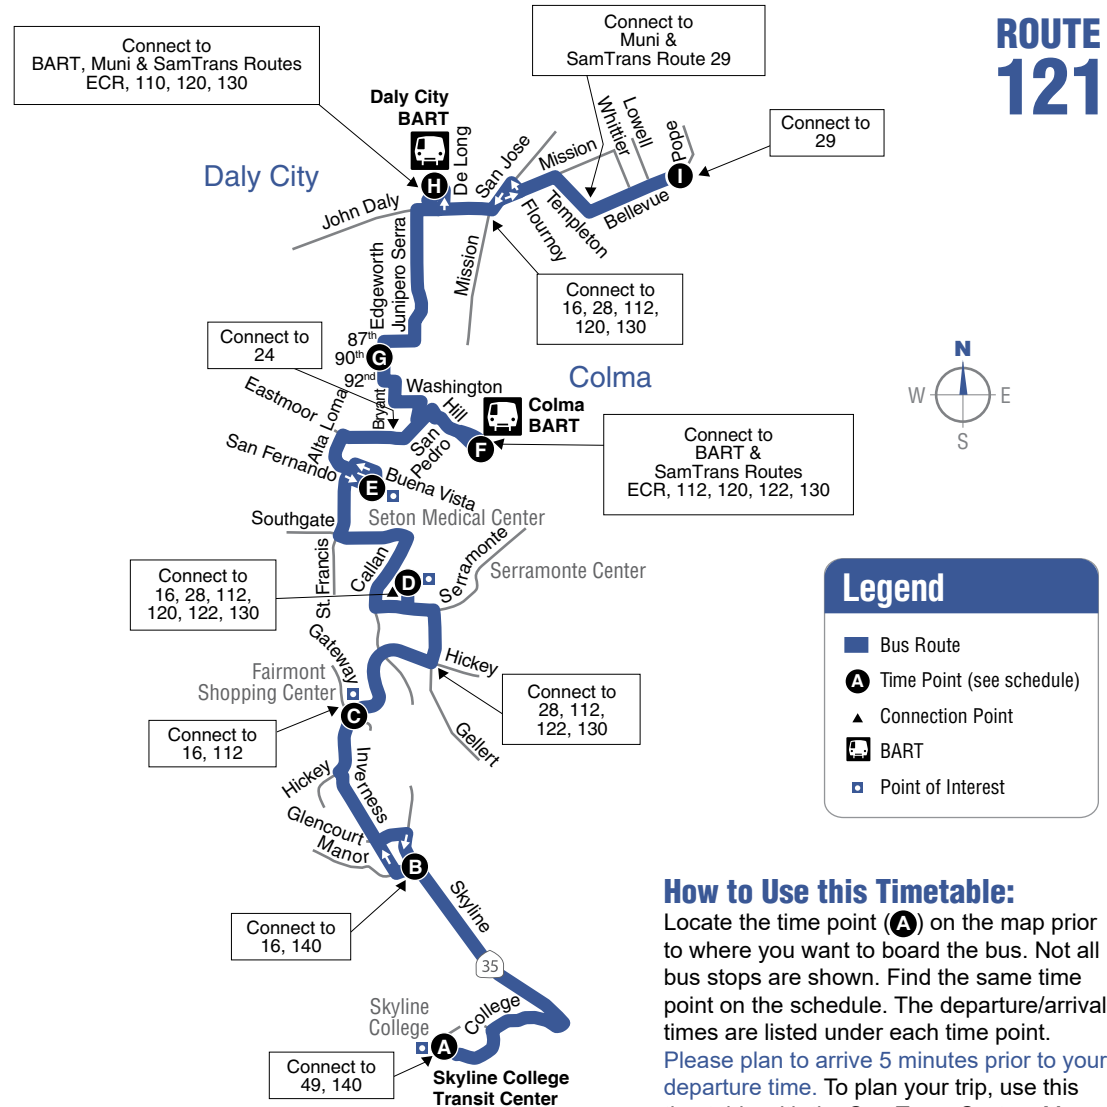 ROUTE
121
Connect to
BART, Muni & SamTrans Routes
ECR, 110, 120, 130
Connect to
Muni &
SamTrans Route 29
Connect to
29
Daly City
BART
Daly City
H
De Long
San Jose
Mission
Whittier
Lowell
Pope
I
John Daly
Flournoy
Templeton
Bellevue
Mission
Edgeworth
Junipero Serra
Connect to
16, 28, 112,
120, 130
Connect to
24
87th
90th
G
92nd
Washington
Colma
N
W
E
S
Eastmoor
Alta Loma
Bryant
Hill
San
Pedro
Colma
BART
F
Connect to
BART &
SamTrans Routes
ECR, 112, 120, 122, 130
San Fernando
E
Buena Vista
Seton Medical Center
Southgate
St. Francis
Callan
D
Serramonte
Serramonte Center
Connect to
16, 28, 112,
120, 122, 130
Gateway
Hickey
Fairmont
Shopping Center
C
Connect to
28, 112,
122, 130
Gellert
Connect to
16, 112
Hickey
Inverness
Glencourt
Manor
B
Connect to
16, 140
Skyline
35
Skyline
College
College
A
Connect to
49, 140
Skyline College
Transit Center
Legend
Bus Route
A Time Point (see schedule)
Connection Point
BART
Point of Interest
How to Use this Timetable:
Locate the time point (A) on the map prior
to where you want to board the bus. Not all
bus stops are shown. Find the same time
point on the schedule. The departure/arrival
times are listed under each time point.
Please plan to arrive 5 minutes prior to your
departure time. To plan your trip, use this